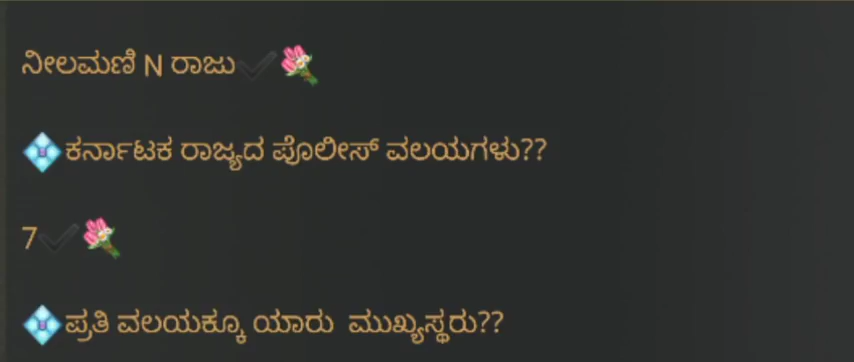 ನೀಲಮಣಿ N ರಾಜು✔💐
💠ಕರ್ನಾಟಕ ರಾಜ್ಯದ ಪೊಲೀಸ್ ವಲಯಗಳು??
7✔💐
💠ಪ್ರತಿ ವಲಯಕ್ಕೂ ಯಾರು ಮುಖ್ಯಸ್ಥರು??